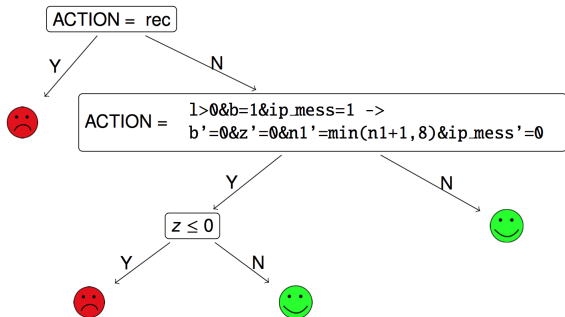 ACTION = rec
Y
N
l>0&b=1&ip_mess=1 ->
ACTION =
b'=0&z'=0&n1'=min(n1+1,8)&ip_mess'=0
Y
N
z ≤ 0
Y
N